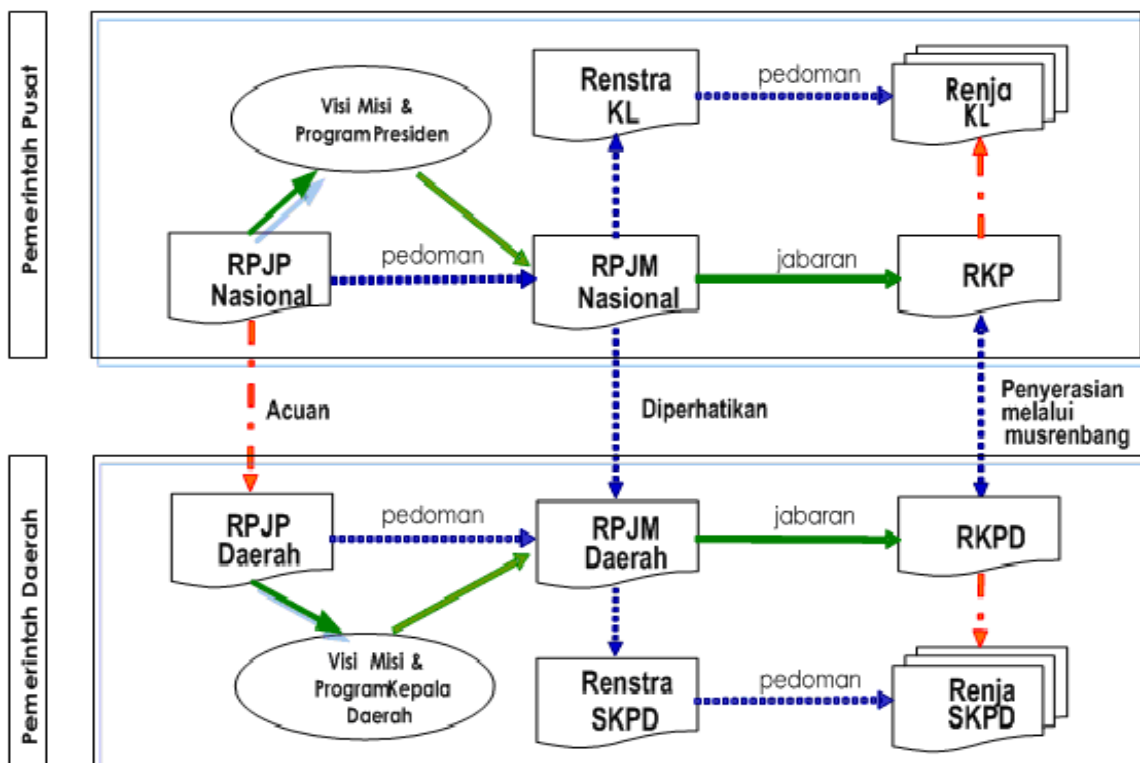 Pemerintah Pusat
Visi Misi &
Program Presiden
Renstra
KL
pedoman
Renja
KL
RPJP
Nasional
pedoman
RPJM
Nasional
jabaran
RKP
Acuan
Diperhatikan
Penyerasian
melalui
musrenbang
Pemerintah Daerah
RPJP
Daerah
pedoman
RPJM
Daerah
jabaran
RKPD
Visi Misi &
ProgramKepala
Daerah
Renstra
SKPD
pedoman
Renja
SKPD